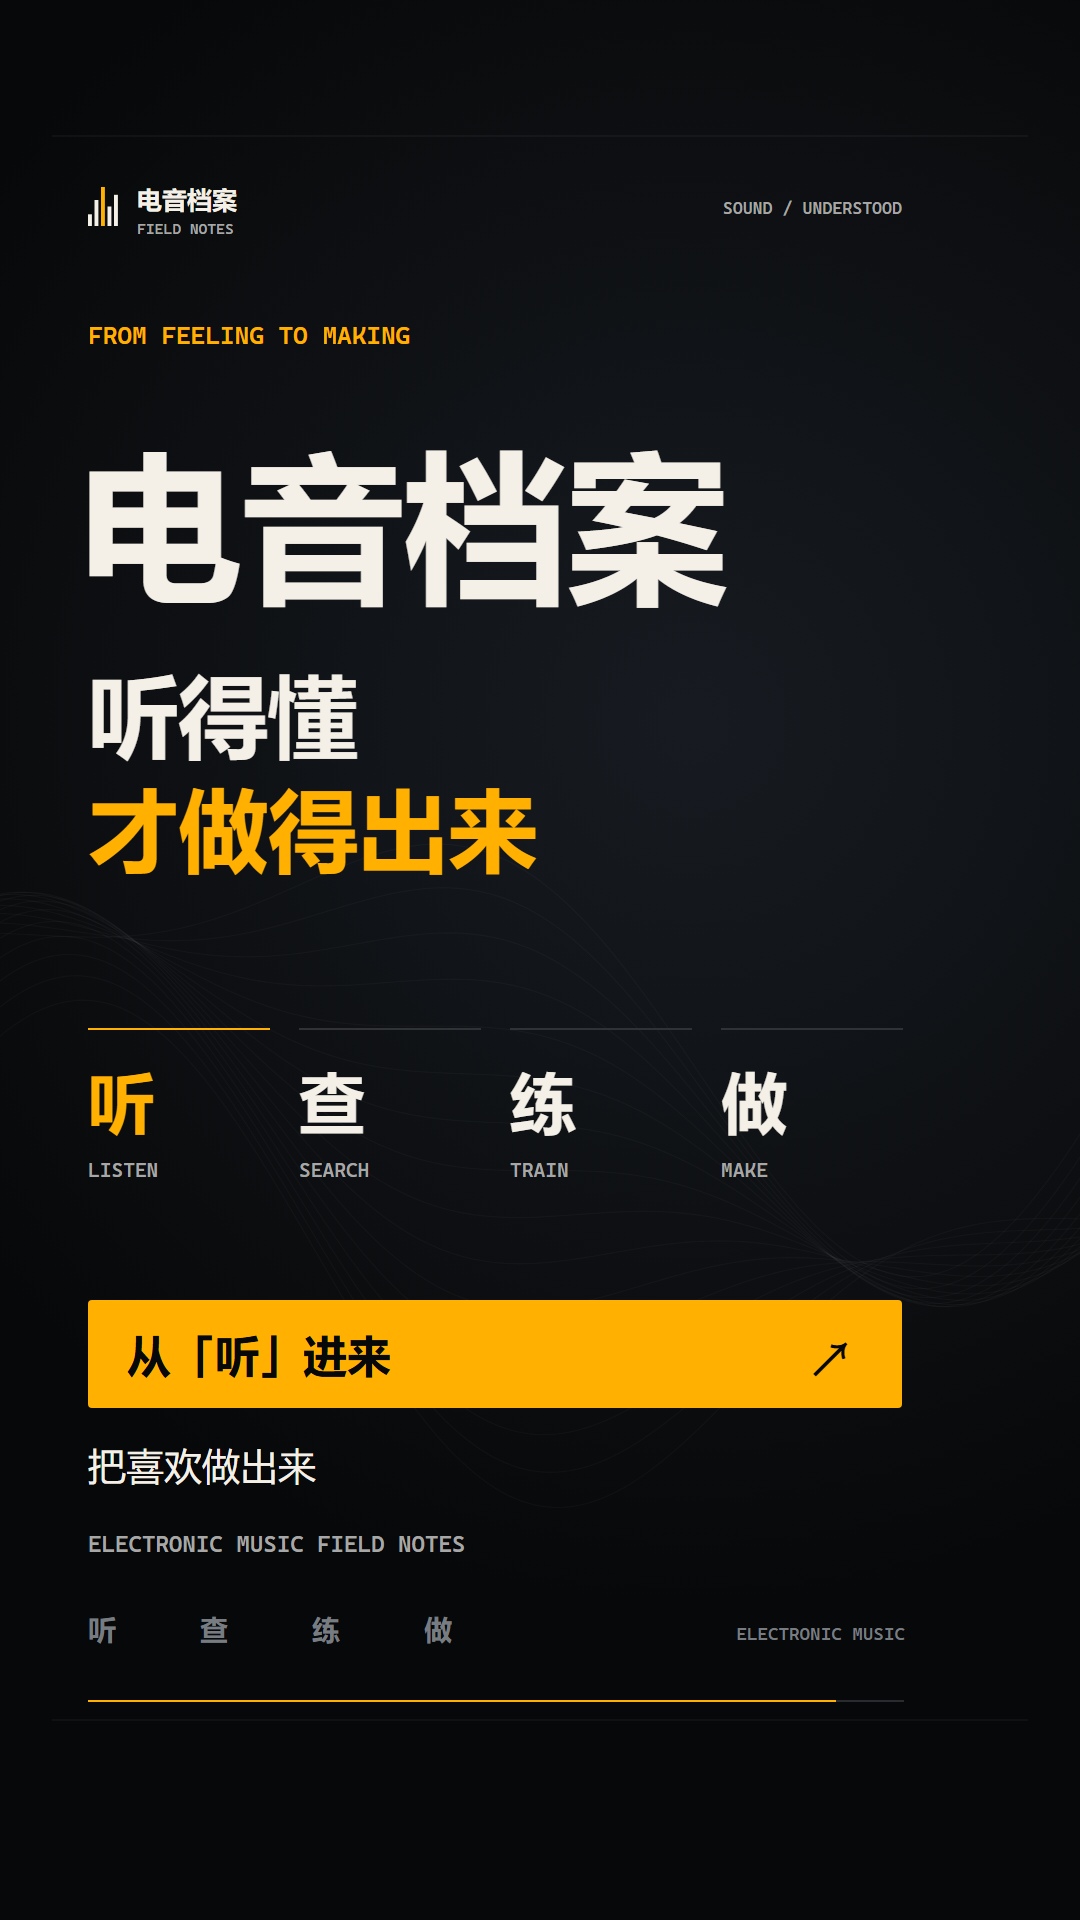 电音档案
FIELD NOTES
SOUND / UNDERSTOOD
FROM FEELING TO MAKING
电音档案
听得懂
才做得出来
听 查 练 做
LISTEN SEARCH TRAIN MAKE
从「听」进来 ↗
把喜欢做出来
ELECTRONIC MUSIC FIELD NOTES
听 查 练 做 ELECTRONIC MUSIC